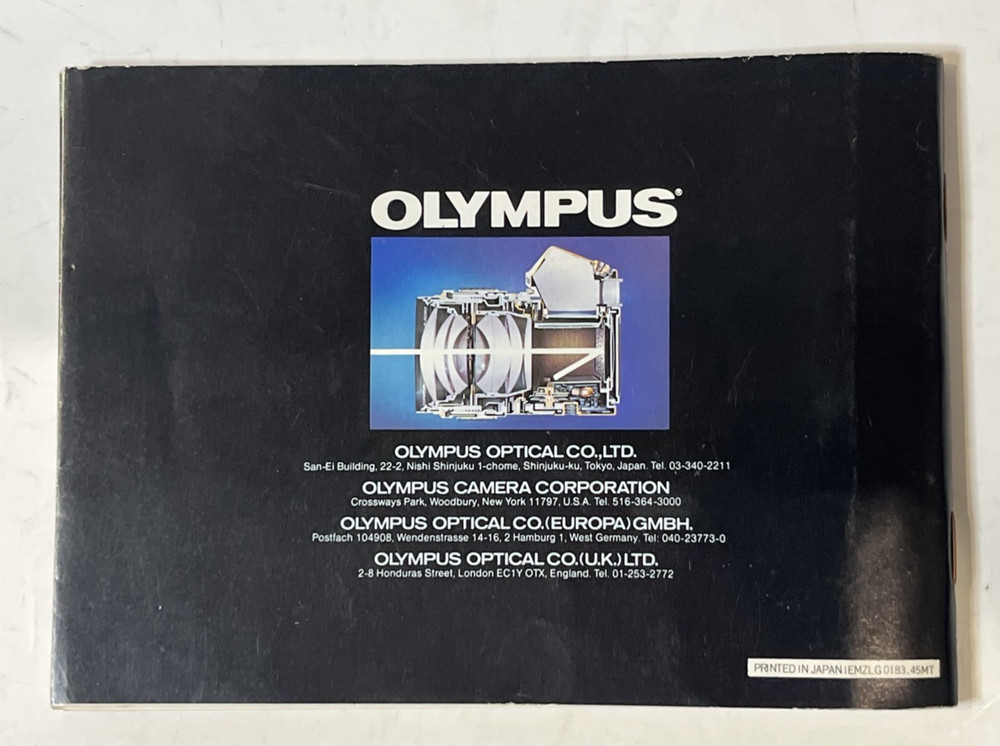 OLYMPUS®
OLYMPUS OPTICAL CO.,LTD.
San-Ei Building, 22-2, Nishi Shinjuku 1-chome, Shinjuku-ku, Tokyo, Japan. Tel. 03-340-2211
OLYMPUS CAMERA CORPORATION
Crossways Park, Woodbury, New York 11797, U.S.A. Tel. 516-364-3000
OLYMPUS OPTICAL CO.(EUROPA)GMBH.
Postfach 104908, Wendenstrasse 14-16, 2 Hamburg 1, West Germany. Tel: 040-23773-0
OLYMPUS OPTICAL CO.(U.K.)LTD.
2-8 Honduras Street, London EC1Y OTX, England. Tel. 01-253-2772
PRINTED IN JAPAN IEMZLG0183.45MT